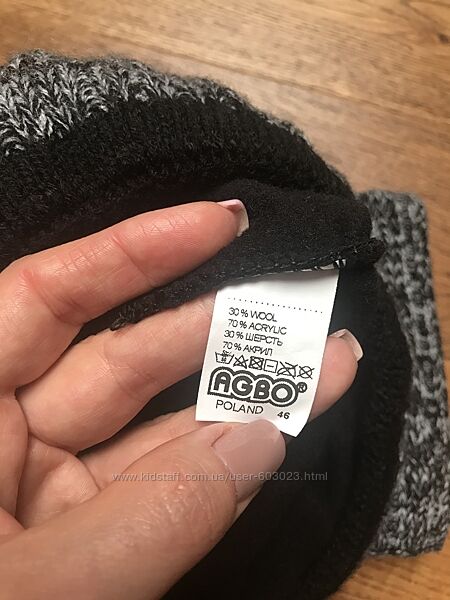 30 % WOOL
70 % ACRYLIC
30 % ШЕРСТЬ
70 % АКРИЛ
AGBO®
POLAND 46
www.kidstaff.com.ua/user-603023.html